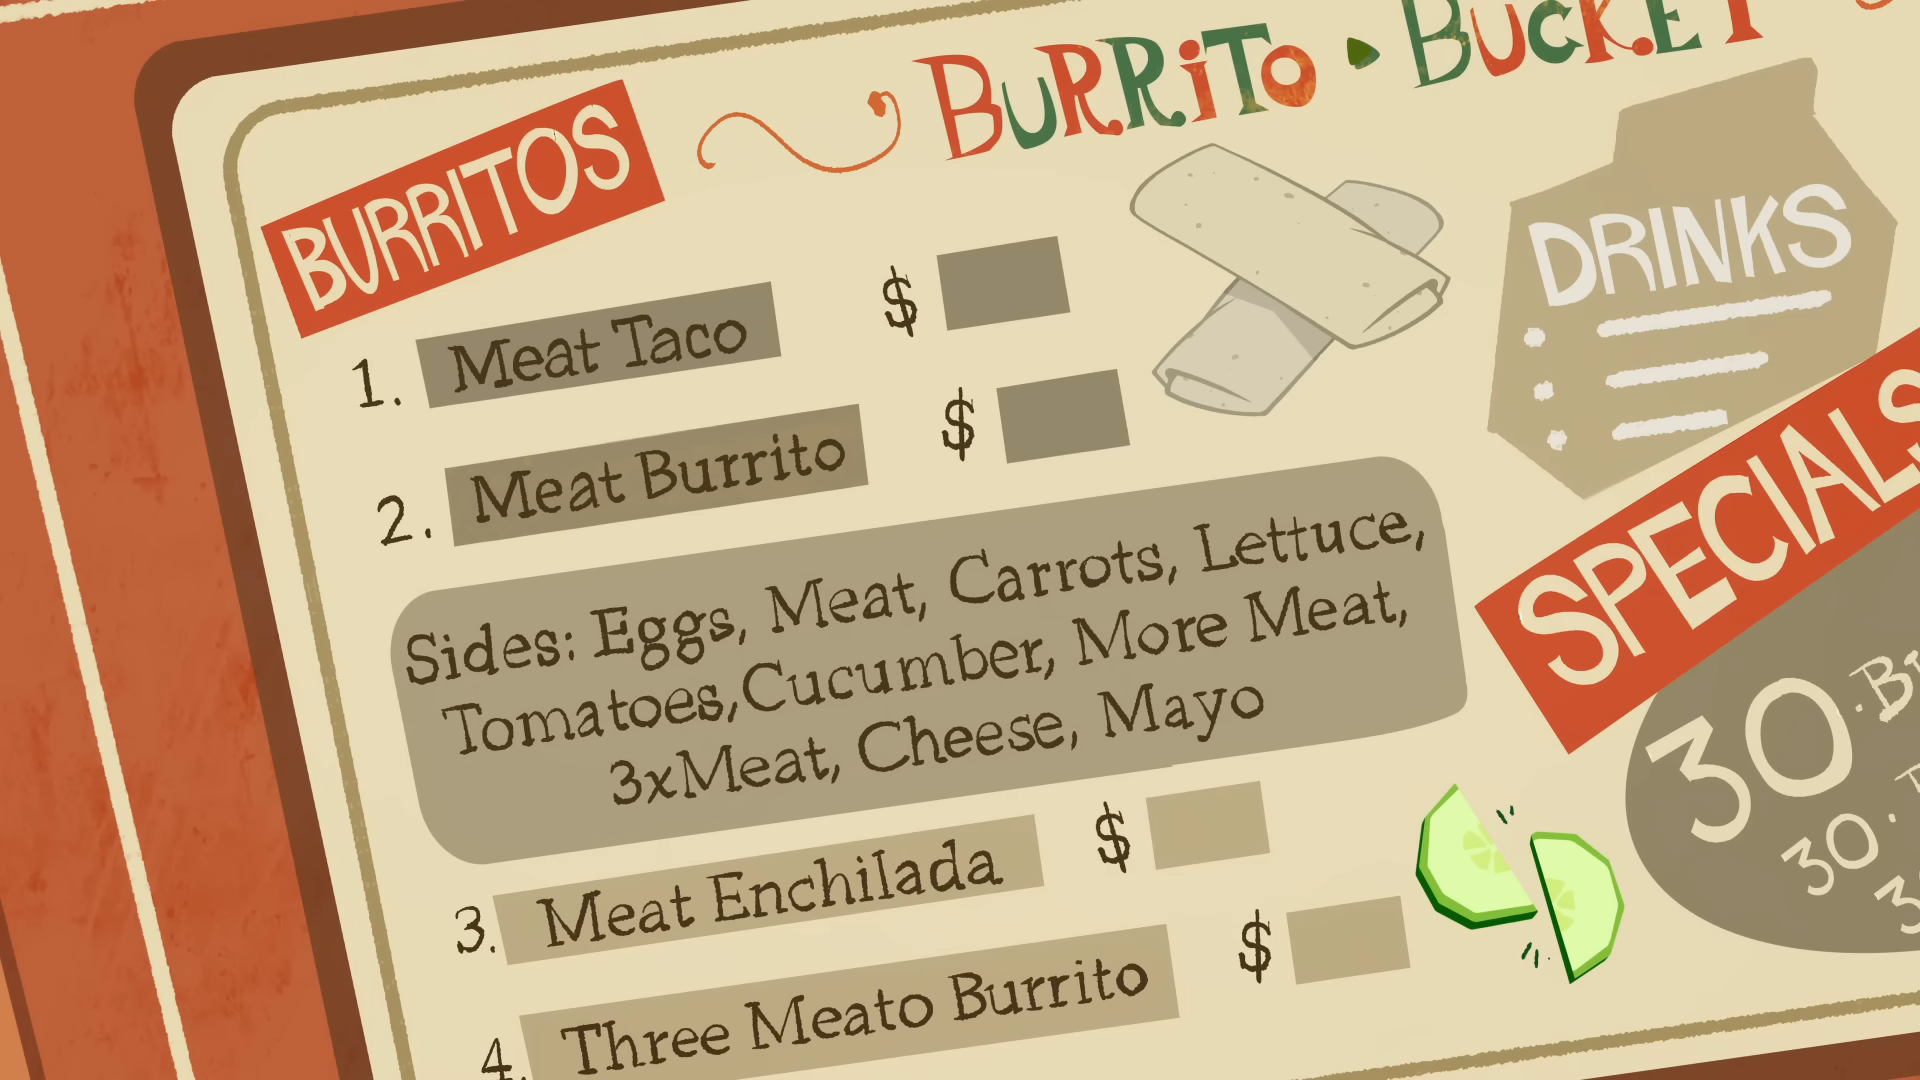 BURRITO BUCKET
BURRITOS
1. Meat Taco $
2. Meat Burrito $
Sides: Eggs, Meat, Carrots, Lettuce,
Tomatoes,Cucumber, More Meat,
3xMeat, Cheese, Mayo
3. Meat Enchilada $
4. Three Meato Burrito $
DRINKS
SPECIALS
30.
30.